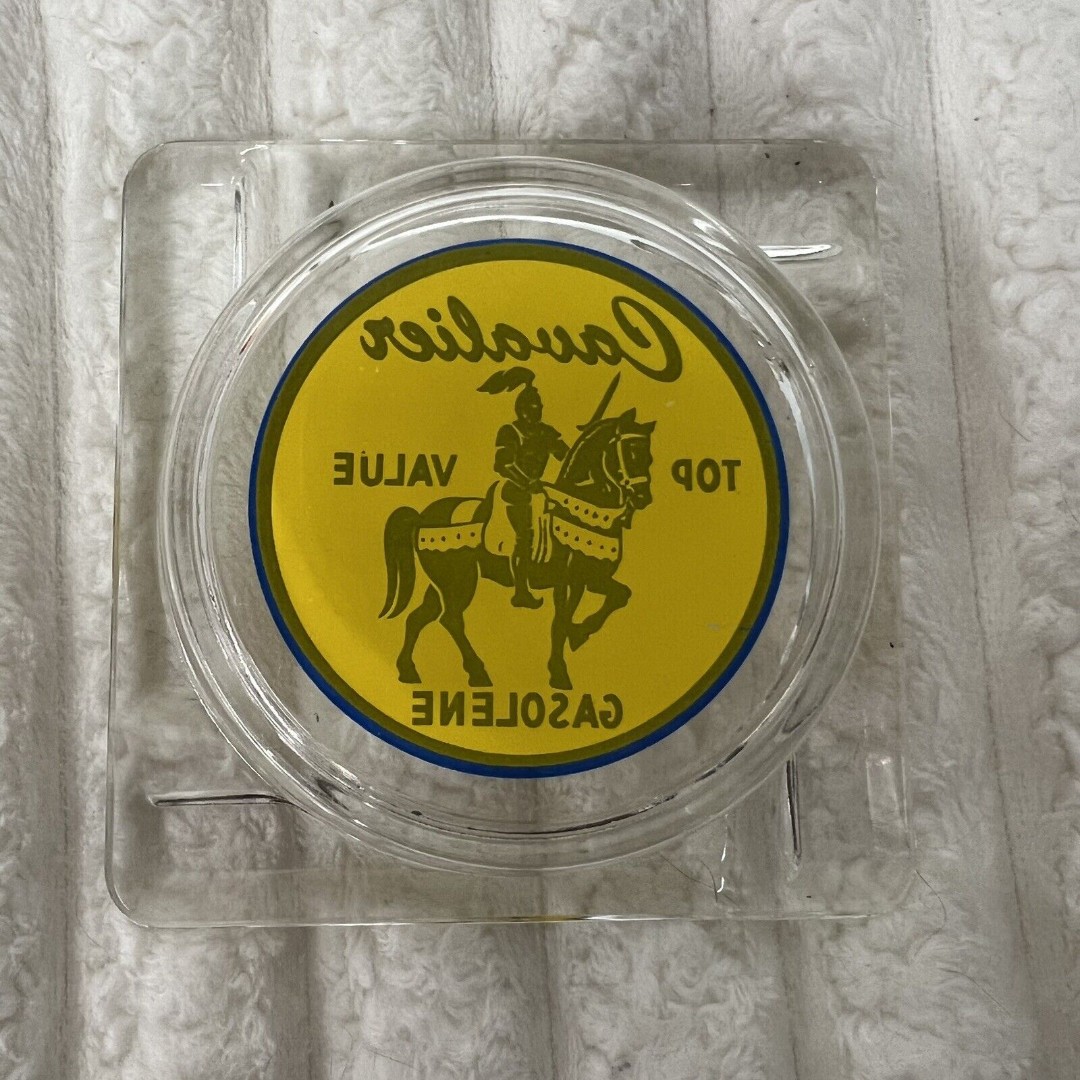 Cavalier
TOP VALUE
GASOLENE